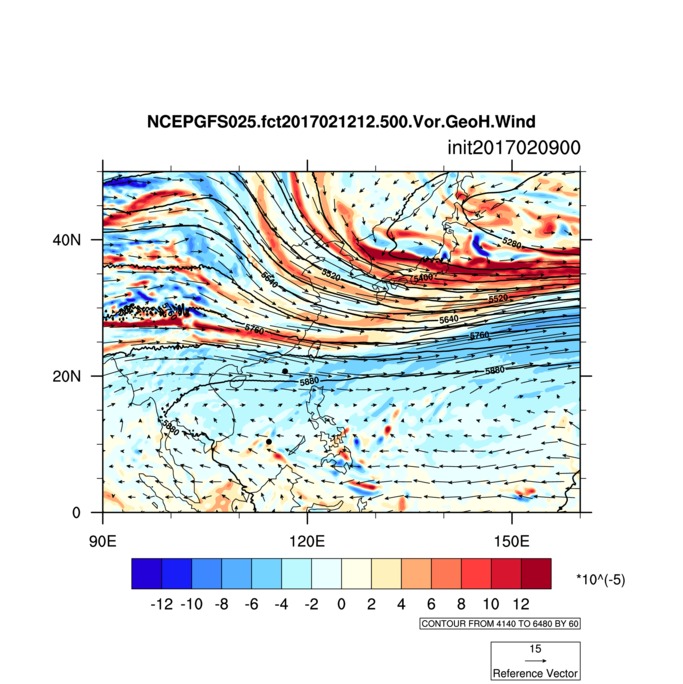 NCEPGFS025.fct2017021212.500.Vor.GeoH.Wind
init2017020900
40N
20N
0
90E 120E 150E
5280
5400
5520
5520
5640
5640
5760
5760
5880
5880
5880
-12 -10 -8 -6 -4 -2 0 2 4 6 8 10 12
*10^(-5)
CONTOUR FROM 4140 TO 6480 BY 60
15
Reference Vector